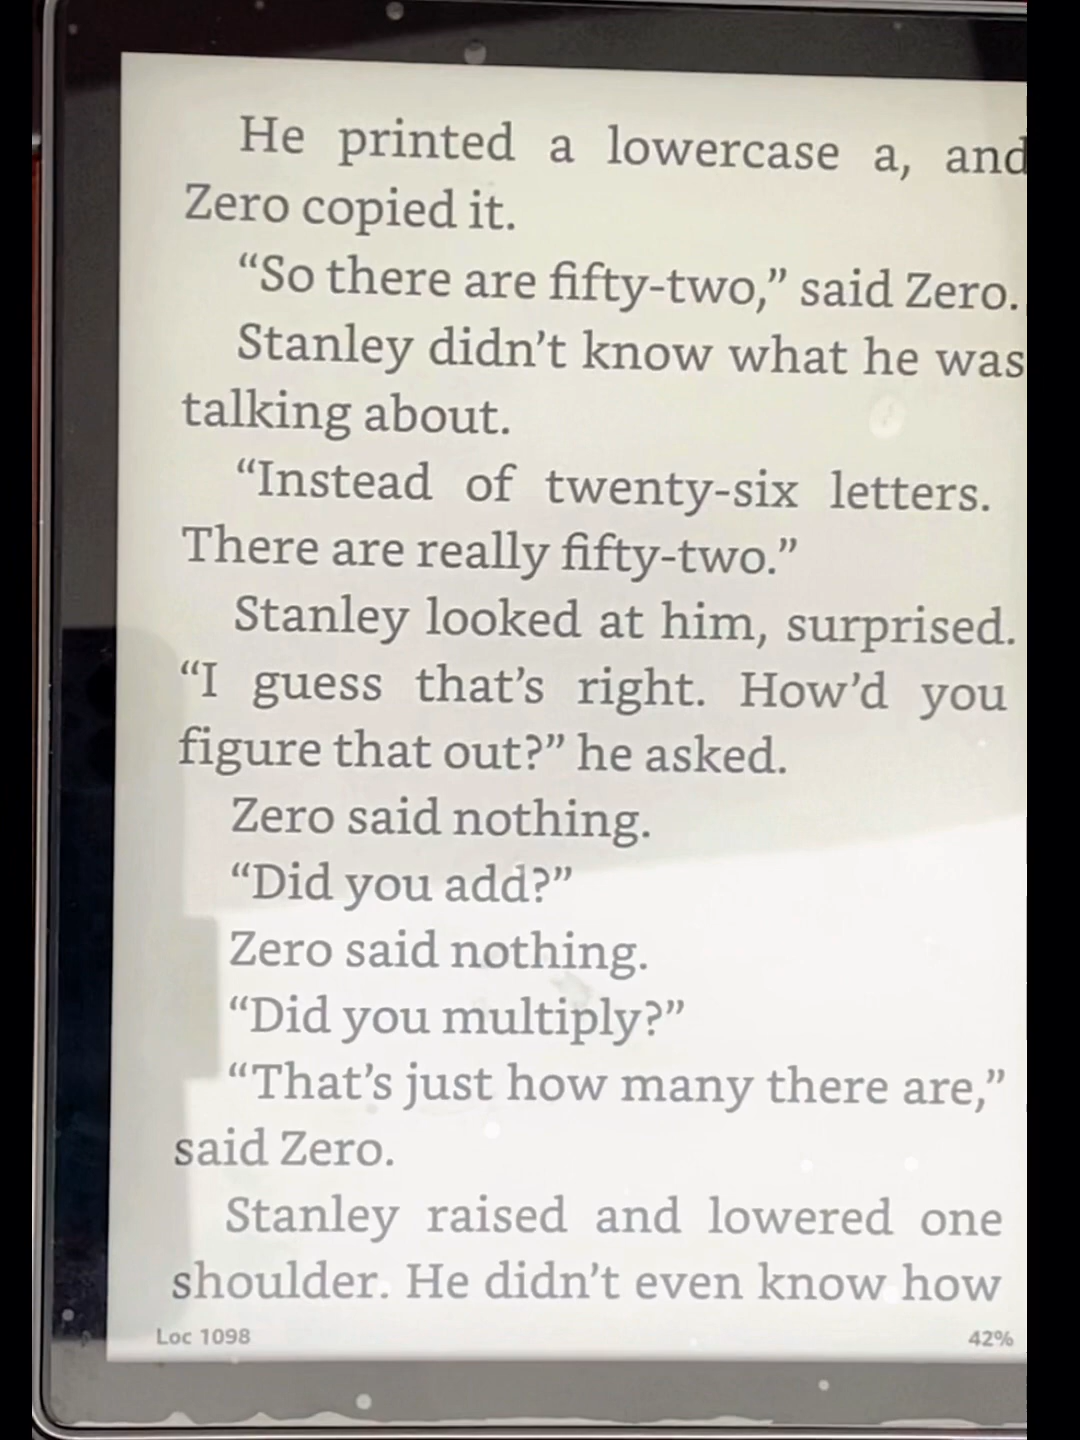 He printed a lowercase a, and
Zero copied it.
“So there are fifty-two,” said Zero.
Stanley didn’t know what he was
talking about.
“Instead of twenty-six letters.
There are really fifty-two.”
Stanley looked at him, surprised.
“I guess that’s right. How’d you
figure that out?” he asked.
Zero said nothing.
“Did you add?”
Zero said nothing.
“Did you multiply?”
“That’s just how many there are,”
said Zero.
Stanley raised and lowered one
shoulder. He didn’t even know how
Loc 1098 42%